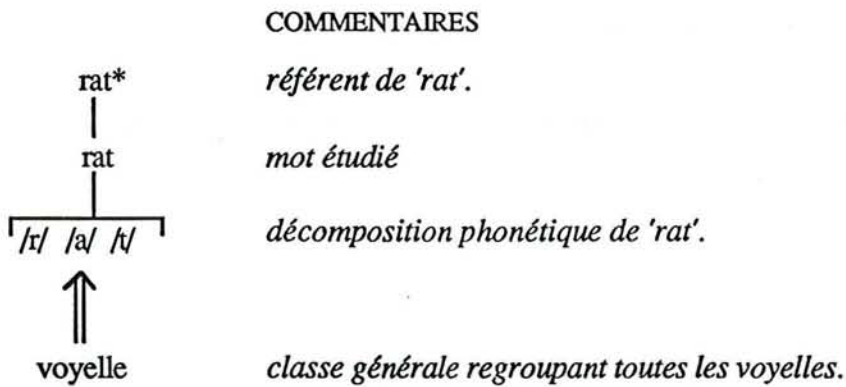 COMMENTAIRES
rat* référent de 'rat'.
rat mot étudié
/r/ /a/ /t/ décomposition phonétique de 'rat'.
voyelle classe générale regroupant toutes les voyelles.